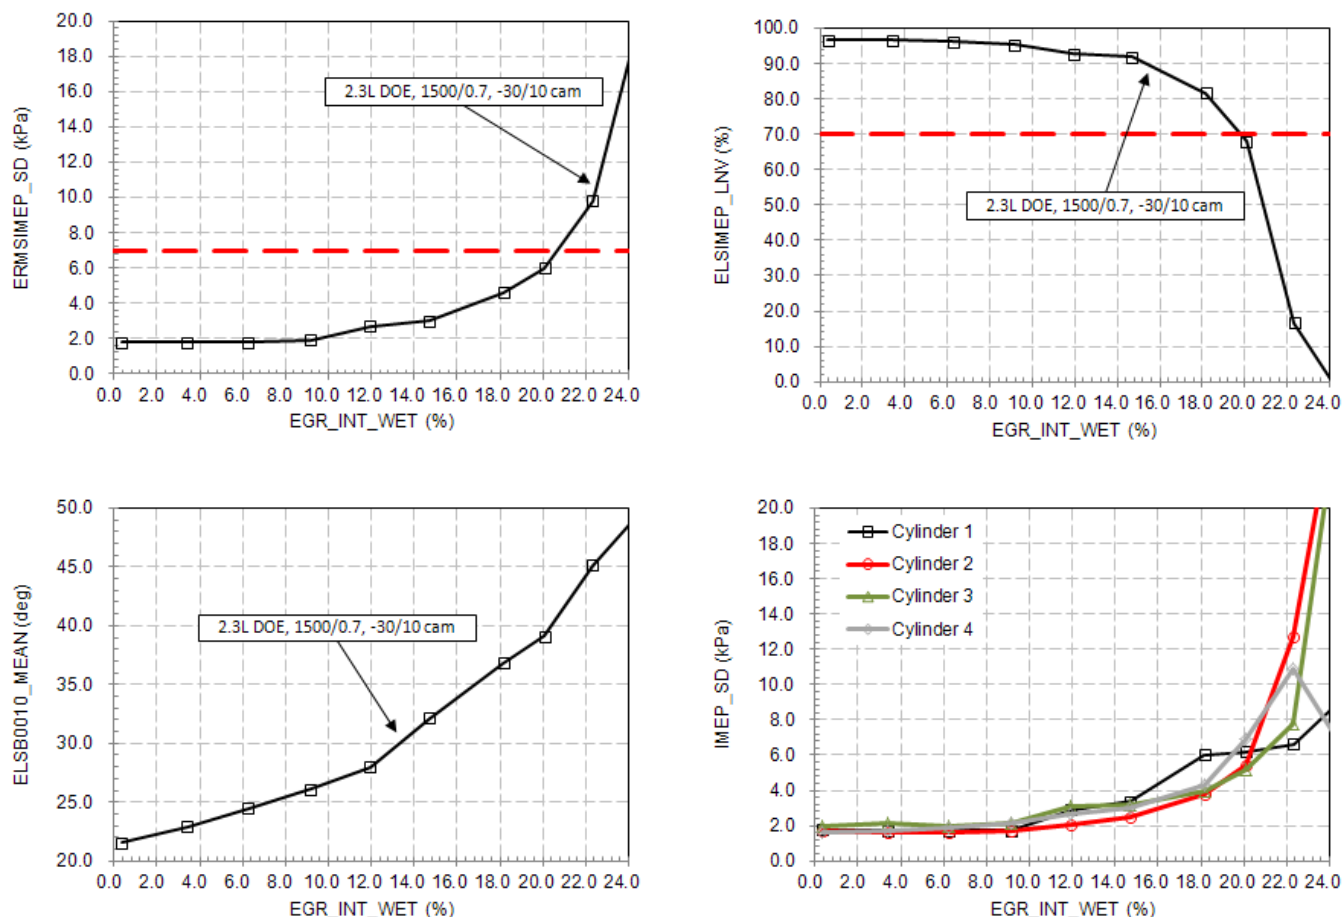 20.0
18.0
16.0
14.0
12.0
10.0
8.0
6.0
4.0
2.0
0.0
ERMSIMEP_SD (kPa)
2.3L DOE, 1500/0.7, -30/10 cam
0.0 2.0 4.0 6.0 8.0 10.0 12.0 14.0 16.0 18.0 20.0 22.0 24.0
EGR_INT_WET (%)
100.0
90.0
80.0
70.0
60.0
50.0
40.0
30.0
20.0
10.0
0.0
ELSIMEP_LNV (%)
2.3L DOE, 1500/0.7, -30/10 cam
0.0 2.0 4.0 6.0 8.0 10.0 12.0 14.0 16.0 18.0 20.0 22.0 24.0
EGR_INT_WET (%)
50.0
45.0
40.0
35.0
30.0
25.0
20.0
ELSB0010_MEAN (deg)
2.3L DOE, 1500/0.7, -30/10 cam
0.0 2.0 4.0 6.0 8.0 10.0 12.0 14.0 16.0 18.0 20.0 22.0 24.0
EGR_INT_WET (%)
20.0
18.0
16.0
14.0
12.0
10.0
8.0
6.0
4.0
2.0
0.0
IMEP_SD (kPa)
Cylinder 1
Cylinder 2
Cylinder 3
Cylinder 4
0.0 2.0 4.0 6.0 8.0 10.0 12.0 14.0 16.0 18.0 20.0 22.0 24.0
EGR_INT_WET (%)